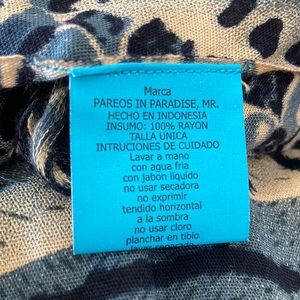 Marca
PAREOS IN PARADISE, MR.
HECHO EN INDONESIA
INSUMO: 100% RAYON
TALLA UNICA
INTRUCIONES DE CUIDADO
Lavar a mano
con agua fria
con jabon liquido
no usar secadora
no exprimir
tendido horizontal
a la sombra
no usar cloro
planchar en tibio